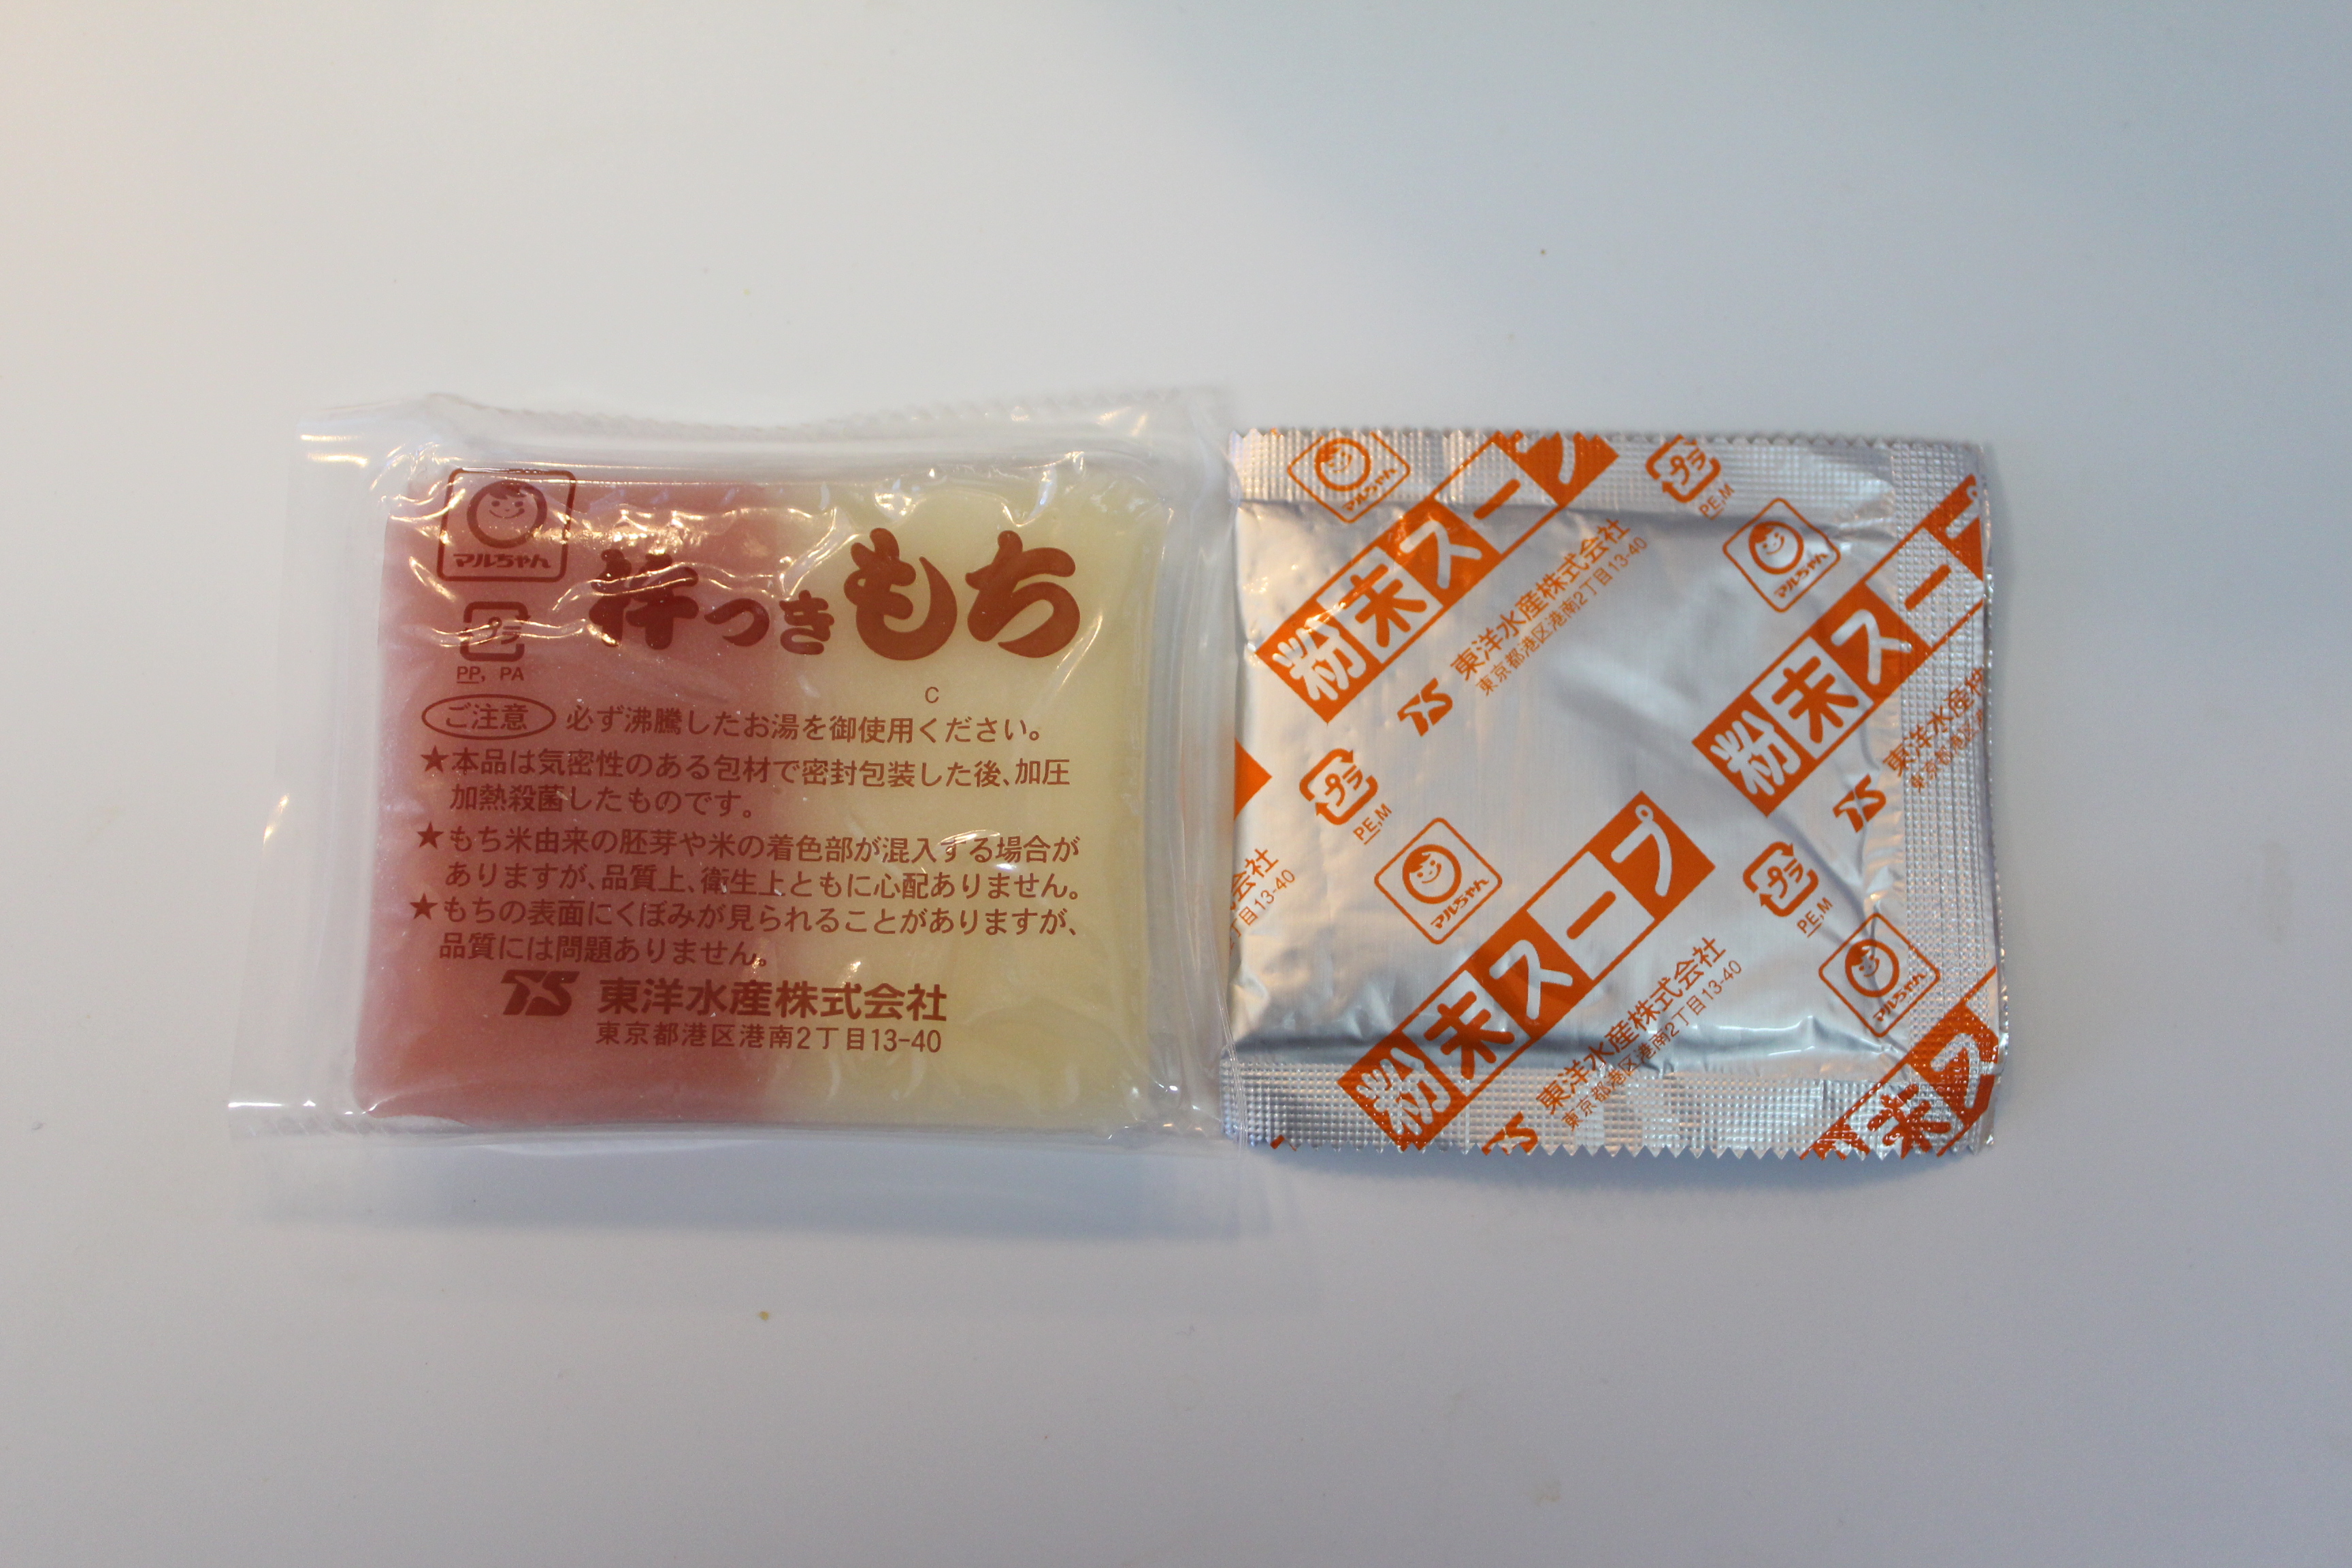 マルちゃん
杵つきもち
プラ
PP, PA
C
ご注意 必ず沸騰したお湯を御使用ください。
★本品は気密性のある包材で密封包装した後、加圧
加熱殺菌したものです。
★もち米由来の胚芽や米の着色部が混入する場合が
ありますが、品質上、衛生上ともに心配ありません。
★もちの表面にくぼみが見られることがありますが、
品質には問題ありません。
TS 東洋水産株式会社
東京都港区港南2丁目13-40
マルちゃん
粉末スープ
プラ
PE,M
TS 東洋水産株式会社
東京都港区港南2丁目13-40
マルちゃん
粉末スー
TS 東洋水産株
東京都港
会社
丁目13-40
プラ
PE,M
マルちゃん
粉末スープ
プラ
PE,M
TS 東洋水産株式会社
東京都港区港南2丁目13-40
マルちゃん
粉末ス